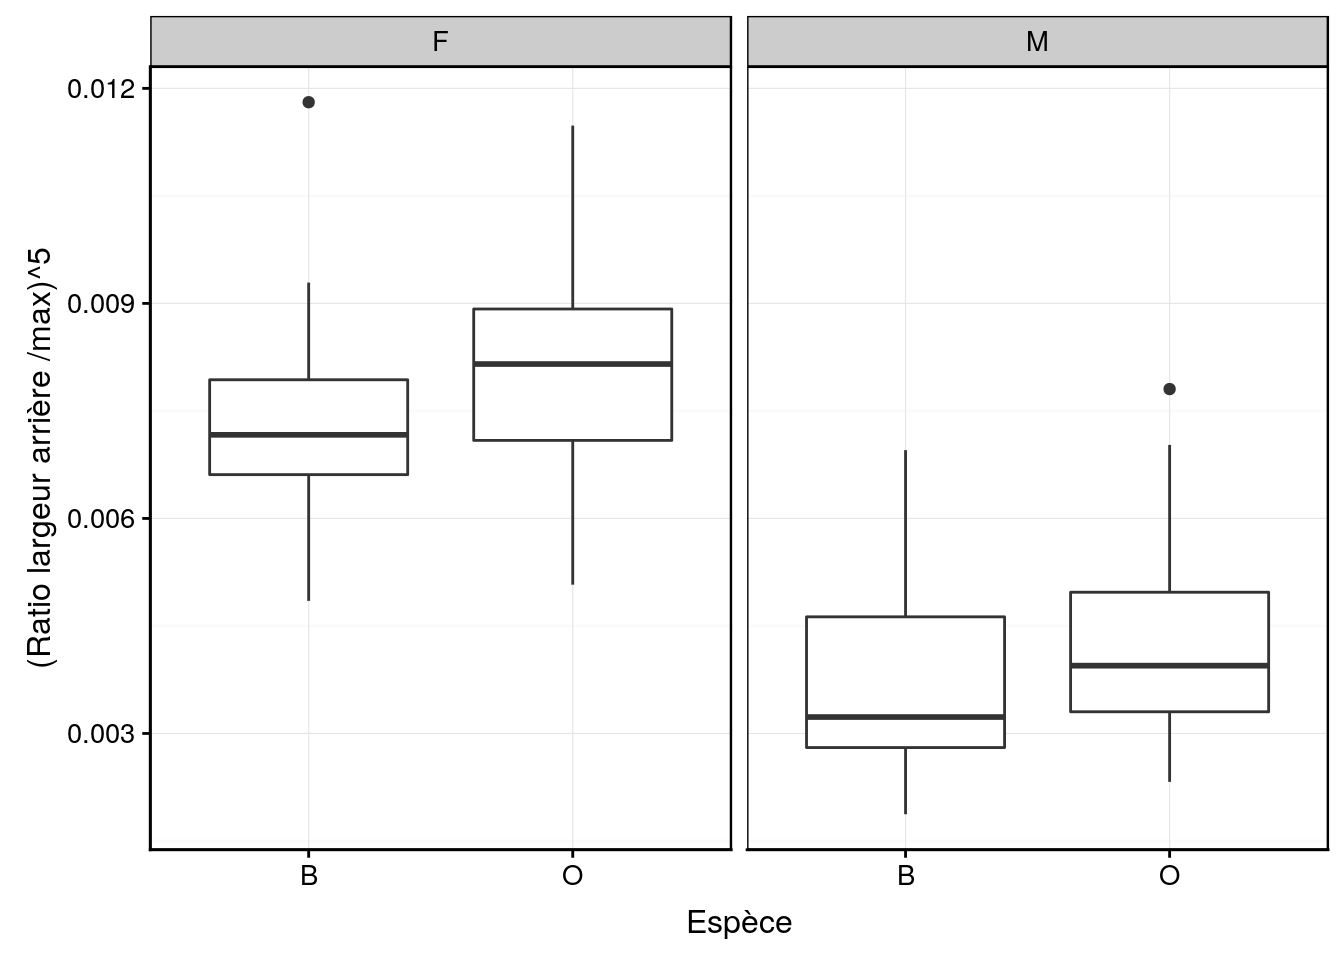 F
M
(Ratio largeur arrière /max)^5
0.012
0.009
0.006
0.003
B
O
B
O
Espèce